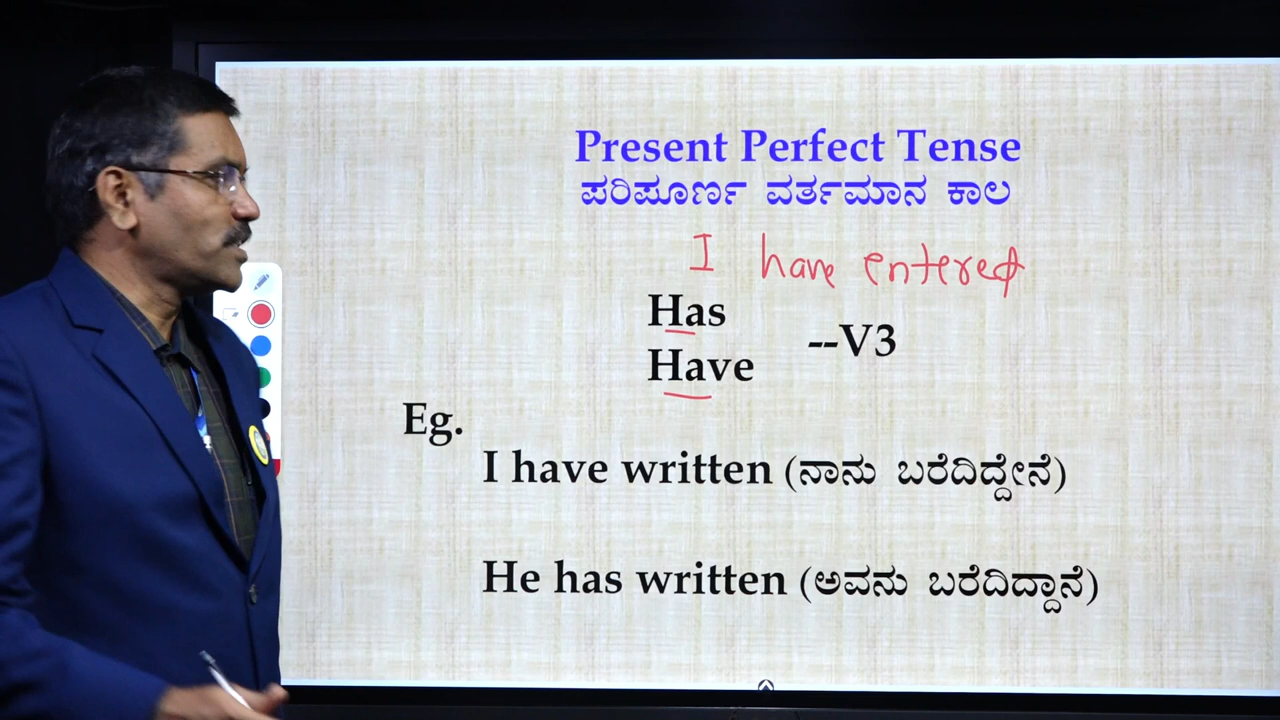 Present Perfect Tense
ಪರಿಪೂರ್ಣ ವರ್ತಮಾನ ಕಾಲ
I have entered
Has
--V3
Have
Eg.
I have written (ನಾನು ಬರೆದಿದ್ದೇನೆ)
He has written (ಅವನು ಬರೆದಿದ್ದಾನೆ)